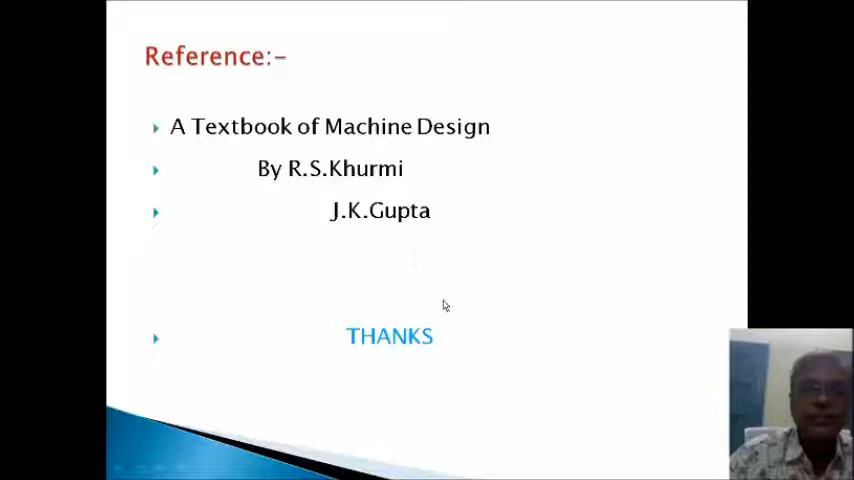 Reference:-
A Textbook of Machine Design
By R.S.Khurmi
J.K.Gupta
THANKS